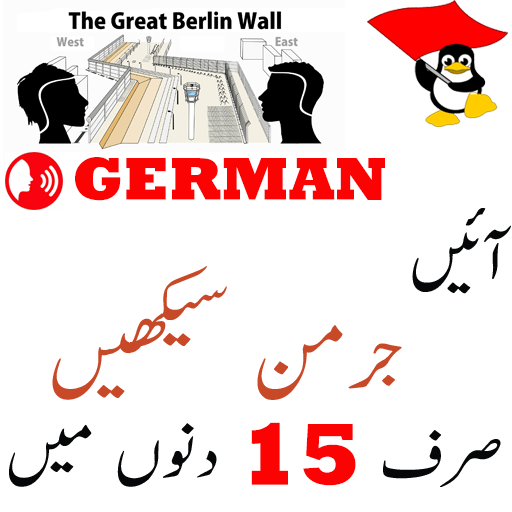 The Great Berlin Wall
West East
GERMAN
آئیں
جرمن سیکھیں
صرف 15 دنوں میں